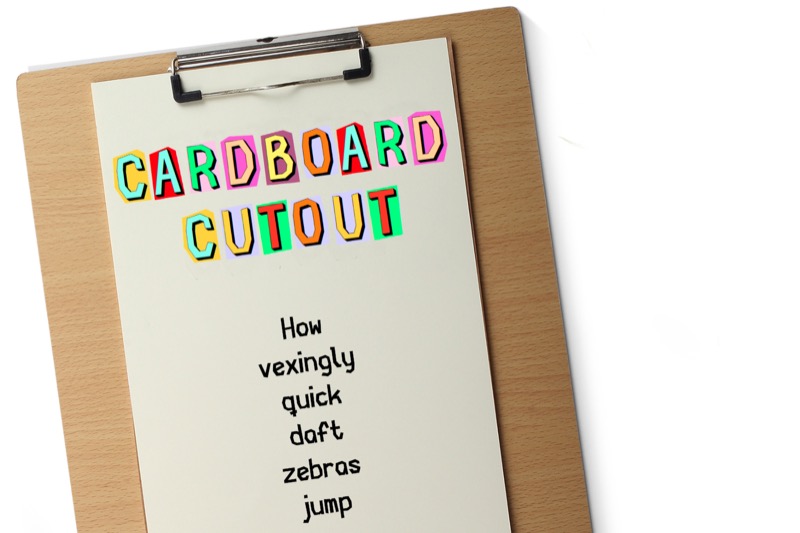 CARDBOARD
CUTOUT
How
vexingly
quick
daft
zebras
jump